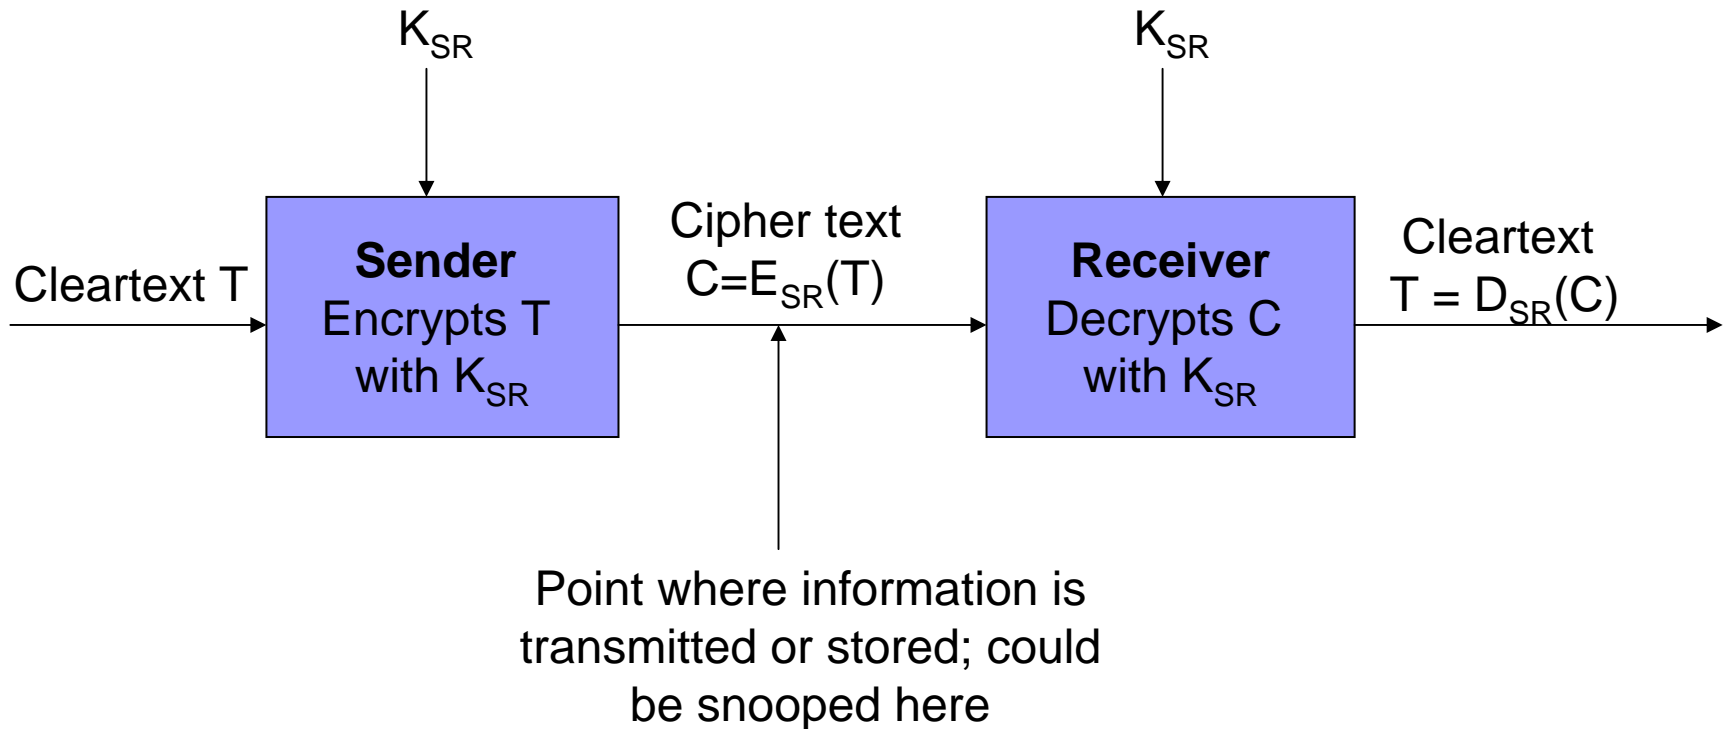 K_SR
K_SR
Cleartext T
Sender
Encrypts T
with K_SR
Cipher text
C=E_SR(T)
Receiver
Decrypts C
with K_SR
Cleartext
T = D_SR(C)
Point where information is
transmitted or stored; could
be snooped here